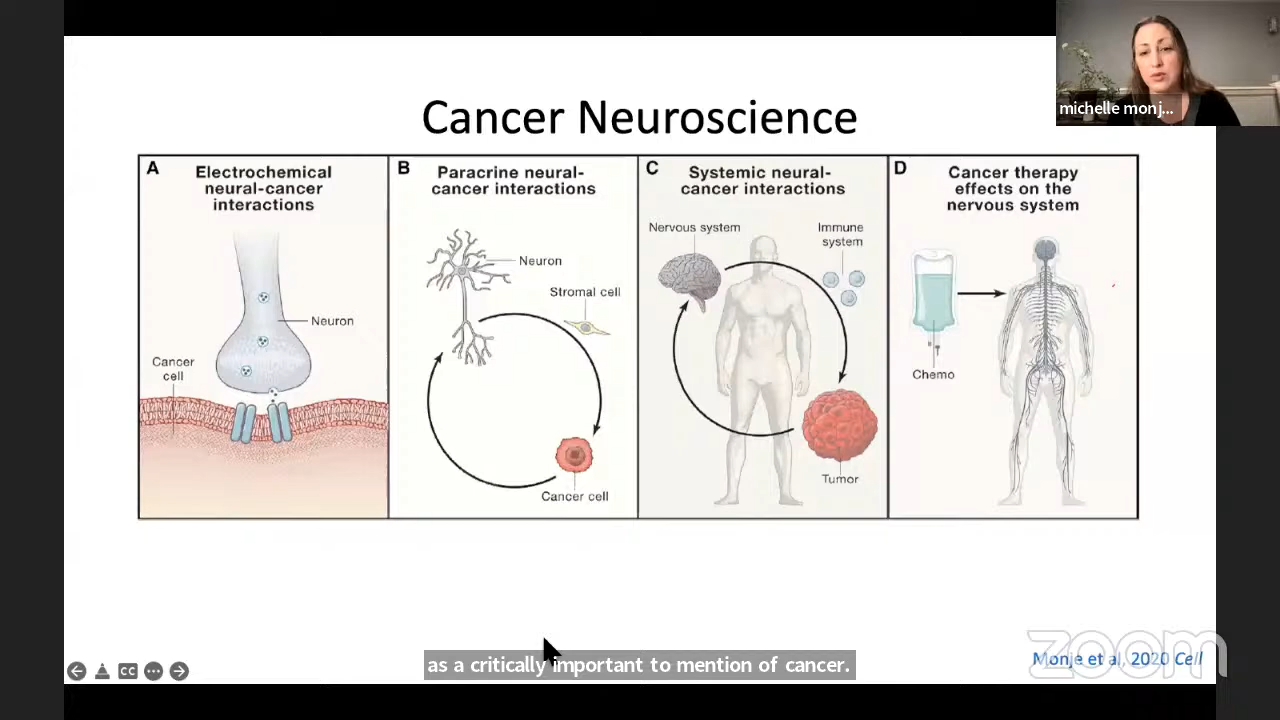 michelle monj...
Cancer Neuroscience
A
Electrochemical
neural-cancer
interactions
Neuron
Cancer
cell
B
Paracrine neural-
cancer interactions
Neuron
Stromal cell
Cancer cell
C
Systemic neural-
cancer interactions
Nervous system
Immune
system
Tumor
D
Cancer therapy
effects on the
nervous system
Chemo
CC
as a critically important to mention of cancer.
zoom
Monje et al, 2020 Cell